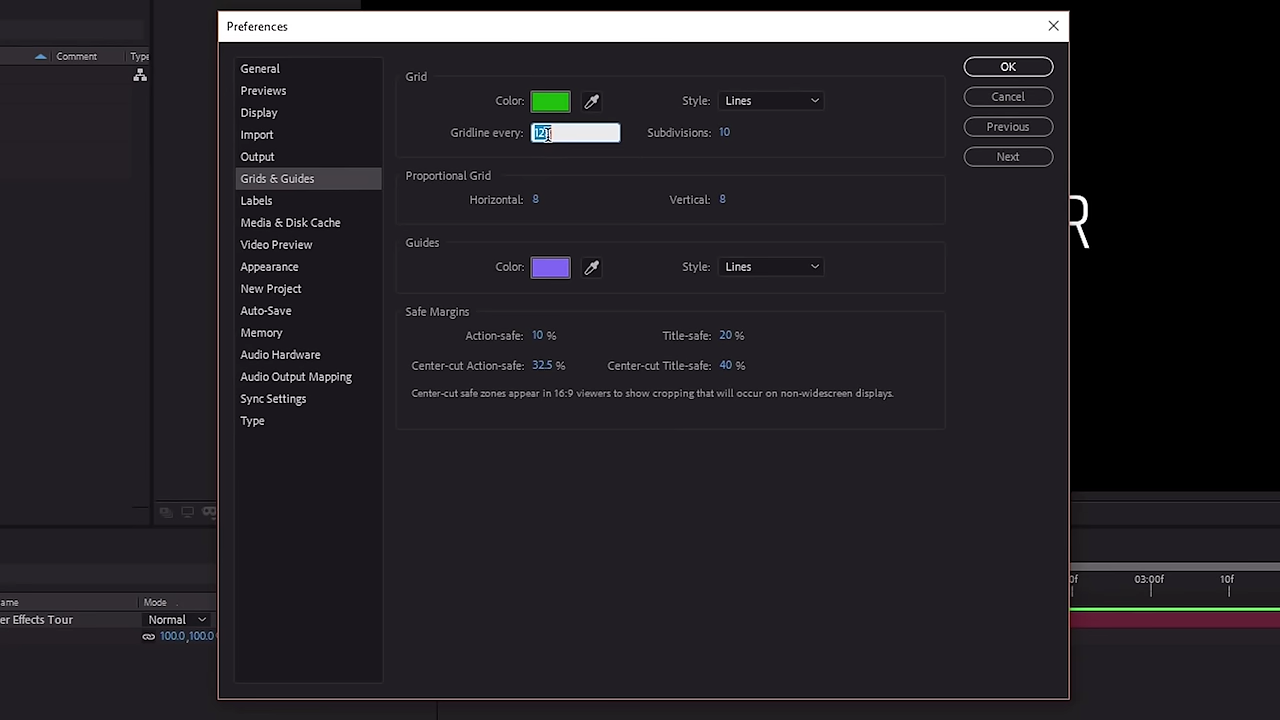 Preferences
Comment
Type
General
Previews
Display
Import
Output
Grids & Guides
Labels
Media & Disk Cache
Video Preview
Appearance
New Project
Auto-Save
Memory
Audio Hardware
Audio Output Mapping
Sync Settings
Type
Grid
Color:
Style: Lines
Gridline every:
Subdivisions: 10
Proportional Grid
Horizontal: 8
Vertical: 8
Guides
Color:
Style: Lines
Safe Margins
Action-safe: 10 %
Title-safe: 20 %
Center-cut Action-safe: 32.5 %
Center-cut Title-safe: 40 %
Center-cut safe zones appear in 16:9 viewers to show cropping that will occur on non-widescreen displays.
OK
Cancel
Previous
Next
R
0f 03:00f 10f
ame Mode
er Effects Tour Normal
100.0,100.0